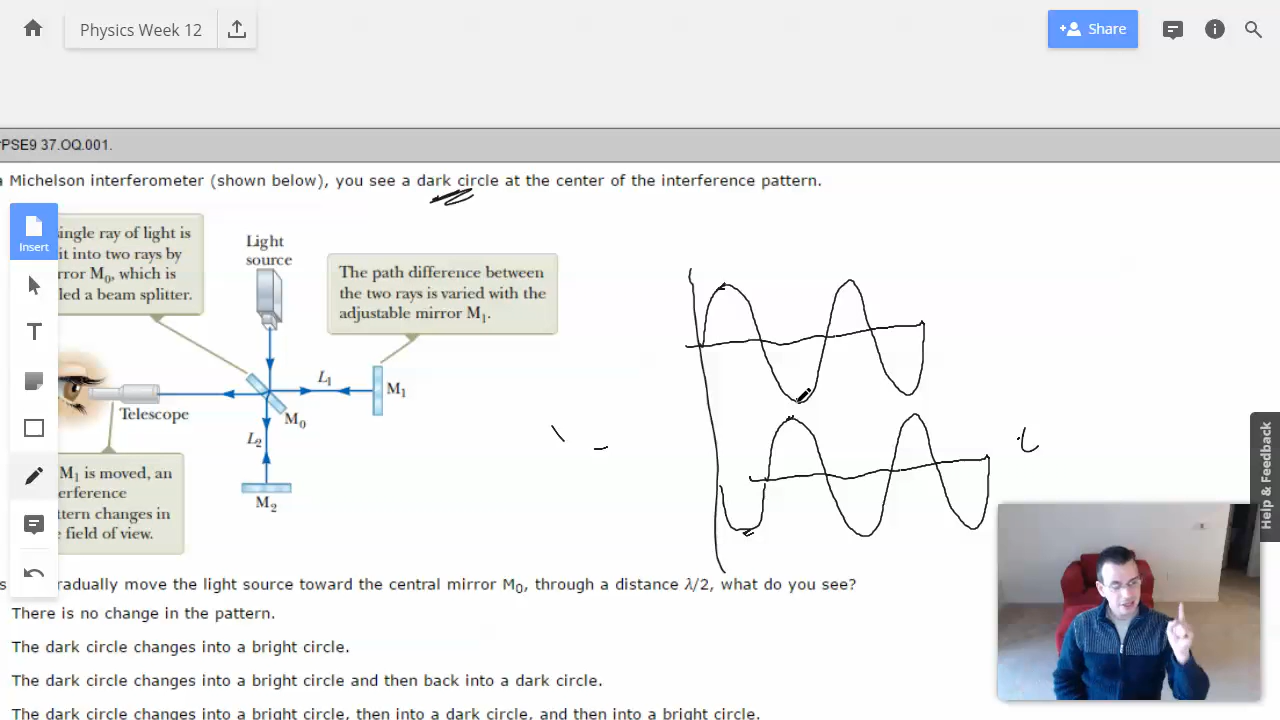 Physics Week 12
Share
PSE9 37.OQ.001.
Michelson interferometer (shown below), you see a dark circle at the center of the interference pattern.
Insert
ingle ray of light is
it into two rays by
rror M₀, which is
led a beam splitter.
Light
source
The path difference between
the two rays is varied with the
adjustable mirror M₁.
L₁
M₁
Telescope
M₀
L₂
M₁ is moved, an
erference
ttern changes in
field of view.
M₂
t
Help & Feedback
radually move the light source toward the central mirror M₀, through a distance λ/2, what do you see?
There is no change in the pattern.
The dark circle changes into a bright circle.
The dark circle changes into a bright circle and then back into a dark circle.
The dark circle changes into a bright circle, then into a dark circle, and then into a bright circle.